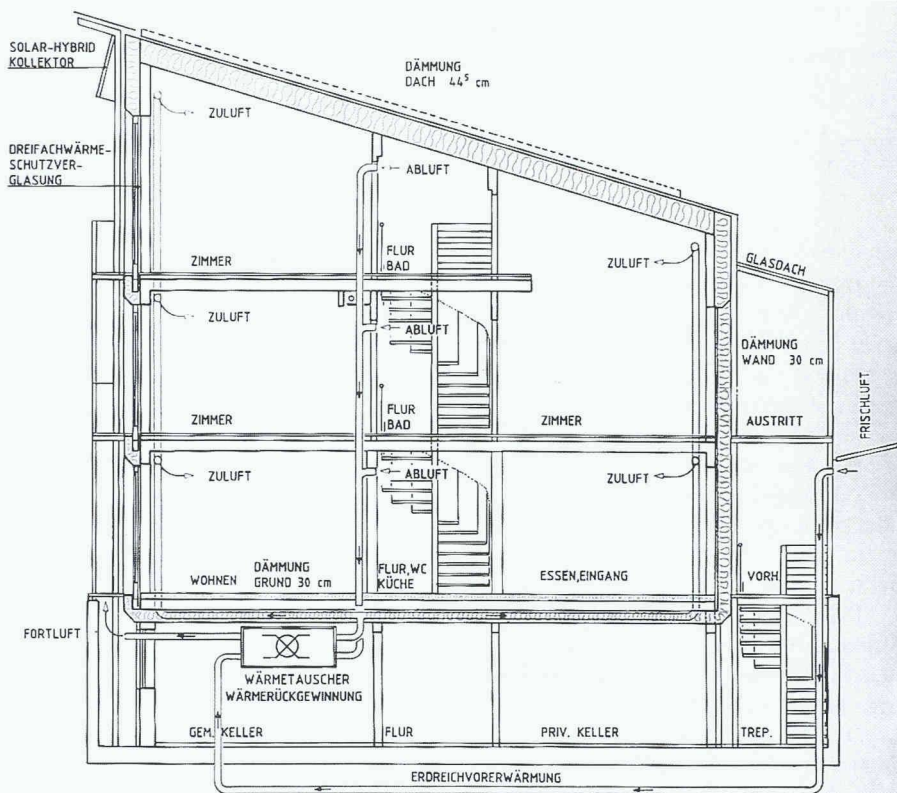 SOLAR-HYBRID
KOLLEKTOR
DÄMMUNG
DACH 44⁵ cm
ZULUFT
DREIFACHWÄRME-
SCHUTZVER-
GLASUNG
ABLUFT
ZIMMER
FLUR
BAD
ZULUFT
GLASDACH
ZULUFT
ABLUFT
DÄMMUNG
WAND 30 cm
FRISCHLUFT
ZIMMER
FLUR
BAD
ZIMMER
AUSTRITT
ZULUFT
ABLUFT
ZULUFT
WOHNEN
DÄMMUNG
GRUND 30 cm
FLUR,WC
KÜCHE
ESSEN,EINGANG
VORH.
FORTLUFT
WÄRMETAUSCHER
WÄRMERÜCKGEWINNUNG
GEM. KELLER
FLUR
PRIV. KELLER
TREP.
ERDREICHVORERWÄRMUNG